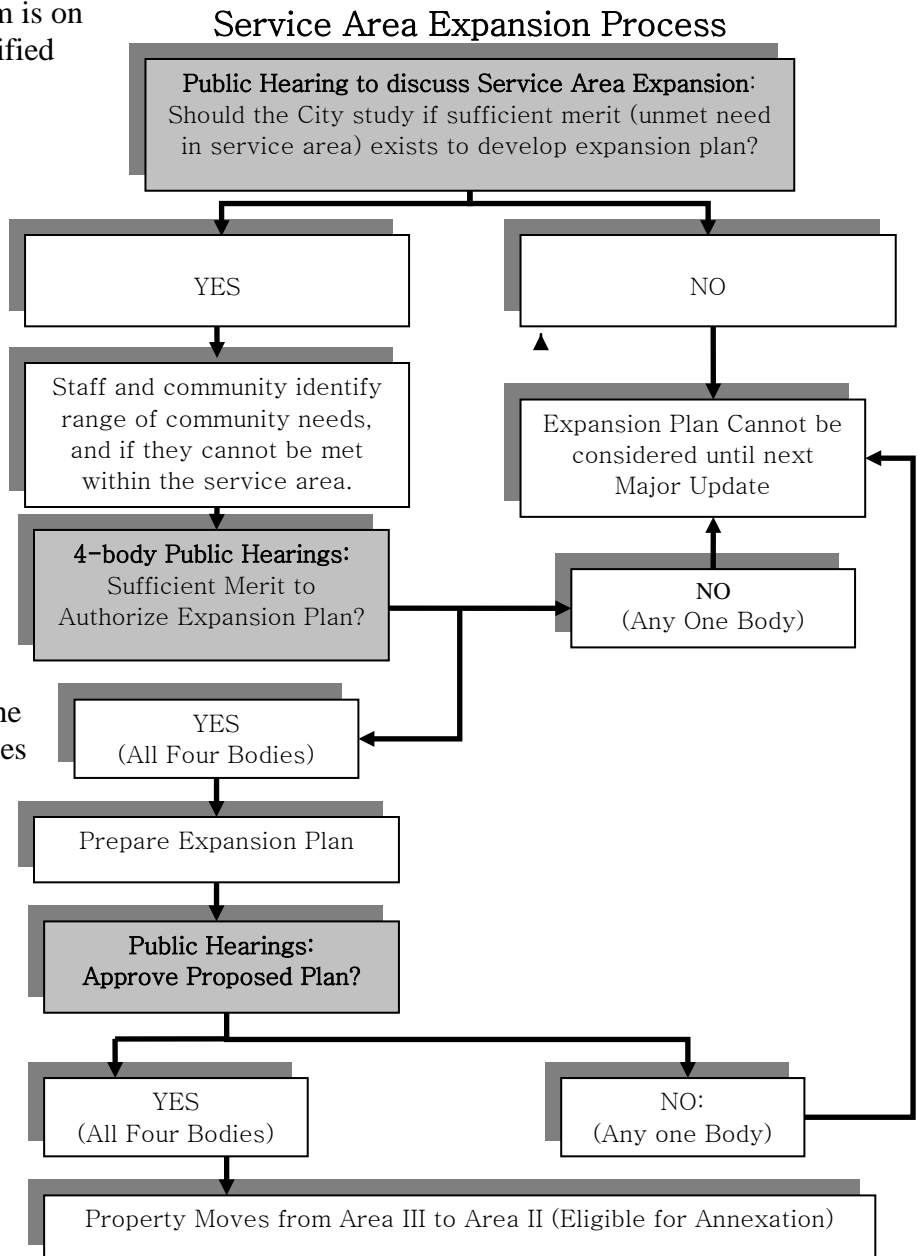 m is on
ified
Service Area Expansion Process
Public Hearing to discuss Service Area Expansion:
Should the City study if sufficient merit (unmet need
in service area) exists to develop expansion plan?
YES
NO
Staff and community identify
range of community needs,
and if they cannot be met
within the service area.
Expansion Plan Cannot be
considered until next
Major Update
4-body Public Hearings:
Sufficient Merit to
Authorize Expansion Plan?
NO
(Any One Body)
ne
es
YES
(All Four Bodies)
Prepare Expansion Plan
Public Hearings:
Approve Proposed Plan?
YES
(All Four Bodies)
NO:
(Any one Body)
Property Moves from Area III to Area II (Eligible for Annexation)